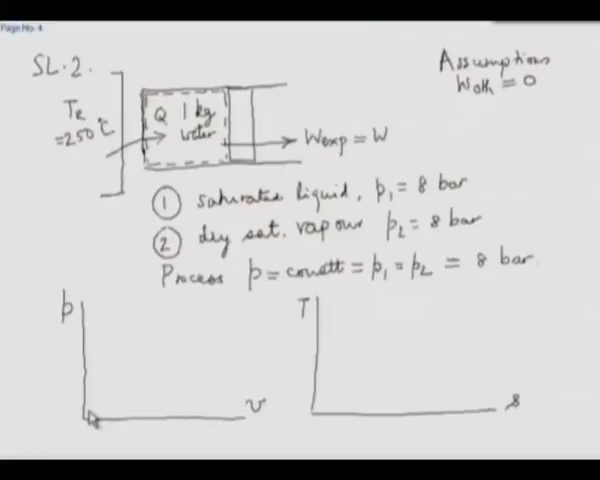 Page No. 4
SL.2.
Assumptions
Woth = 0
TR
=250°C
Q 1 kg
water
Wexp = W
1 saturated liquid, p1 = 8 bar
2 dry sat. vapour p2 = 8 bar
Process p = constt = p1 = p2 = 8 bar.
p
T
v
s